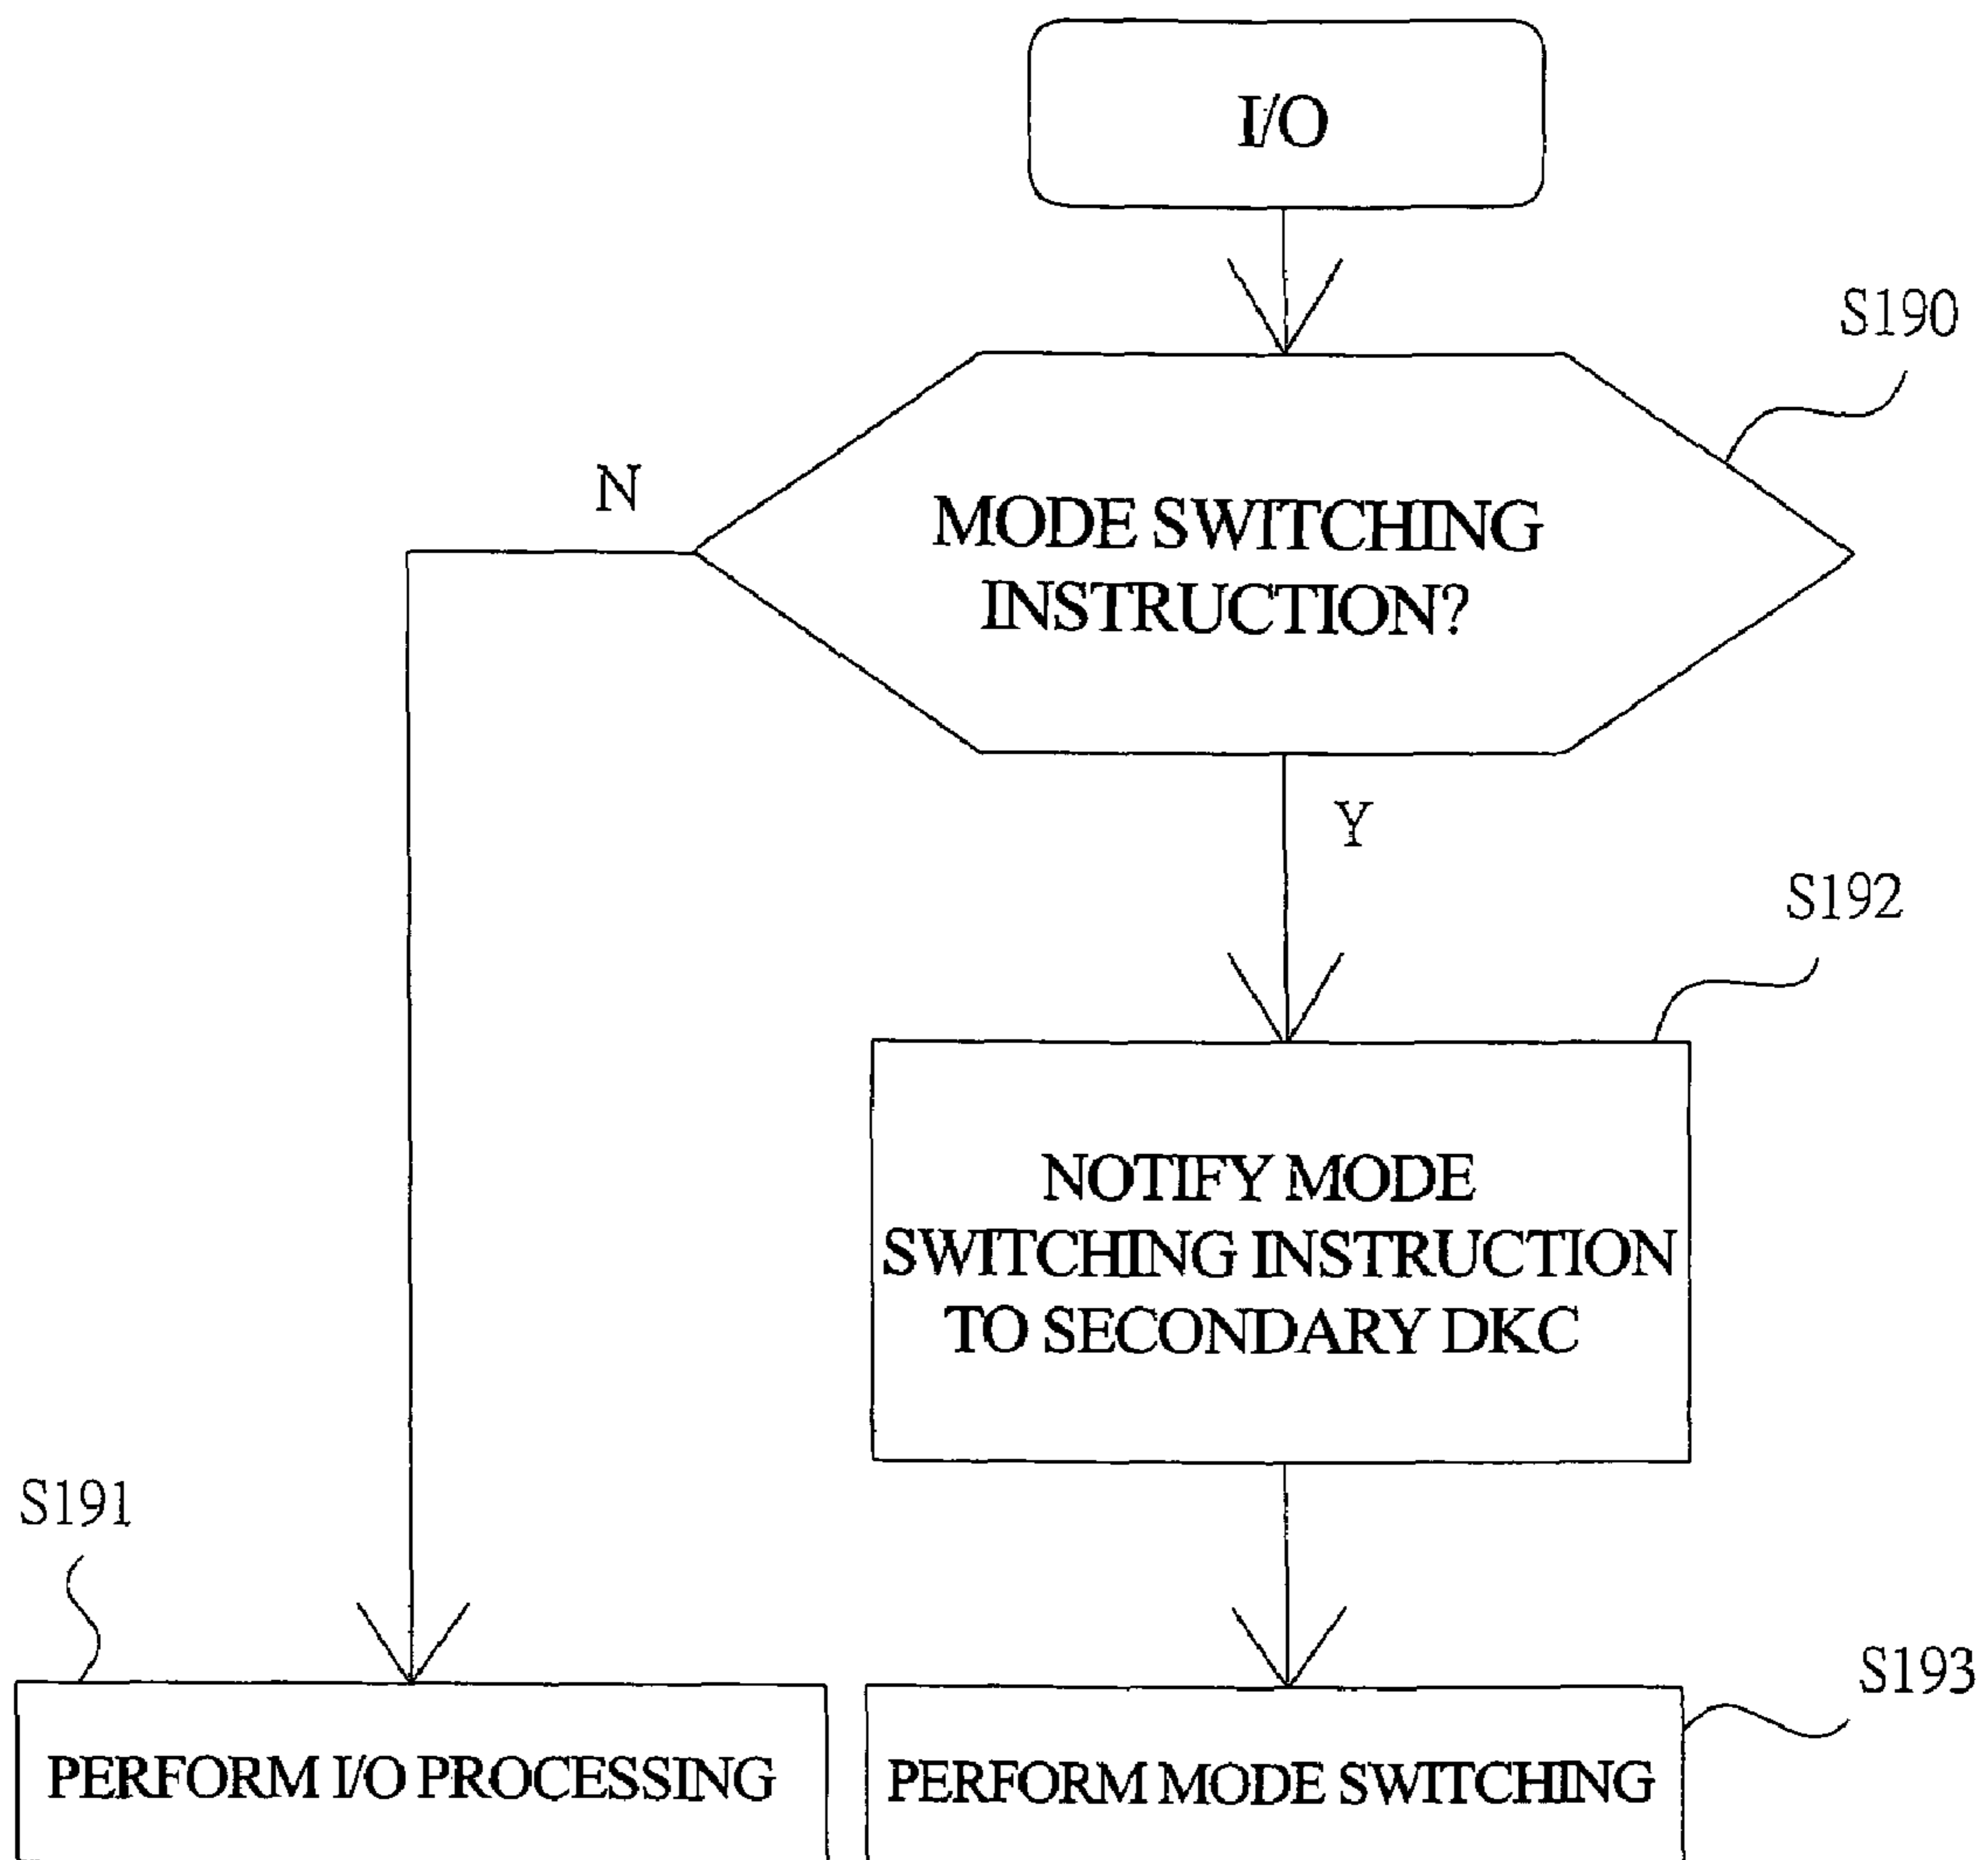 I/O
S190
N
MODE SWITCHING
INSTRUCTION?
Y
S192
NOTIFY MODE
SWITCHING INSTRUCTION
TO SECONDARY DKC
S191
S193
PERFORM I/O PROCESSING
PERFORM MODE SWITCHING